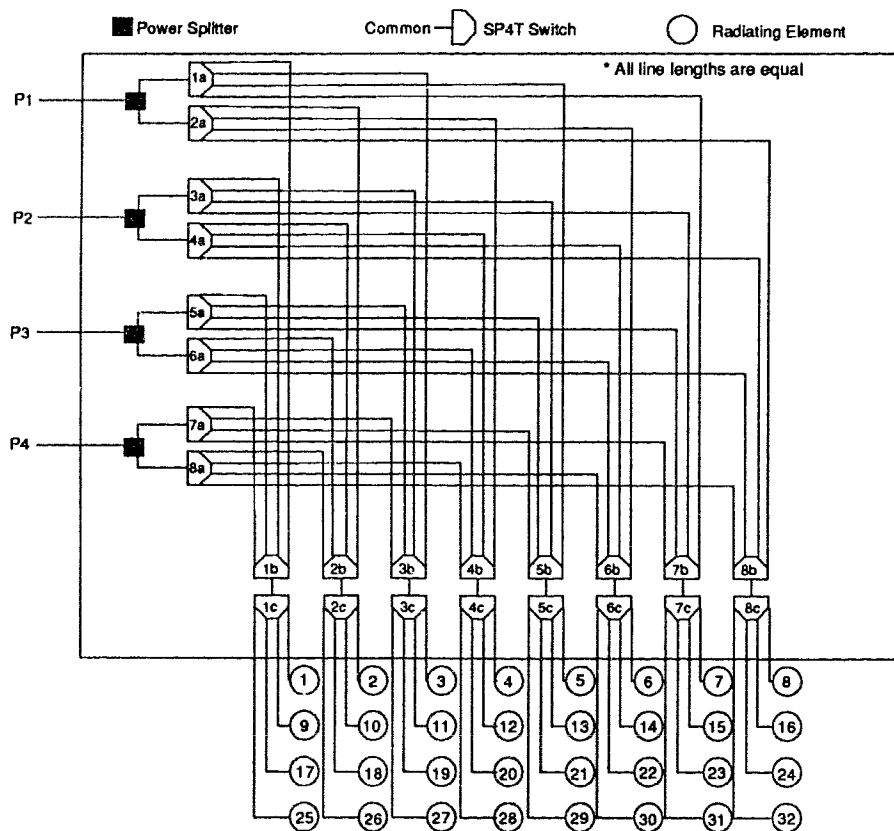 Power Splitter Common SP4T Switch Radiating Element
* All line lengths are equal
P1
1a
2a
P2
3a
4a
P3
5a
6a
P4
7a
8a
1b 2b 3b 4b 5b 6b 7b 8b
1c 2c 3c 4c 5c 6c 7c 8c
1 2 3 4 5 6 7 8
9 10 11 12 13 14 15 16
17 18 19 20 21 22 23 24
25 26 27 28 29 30 31 32